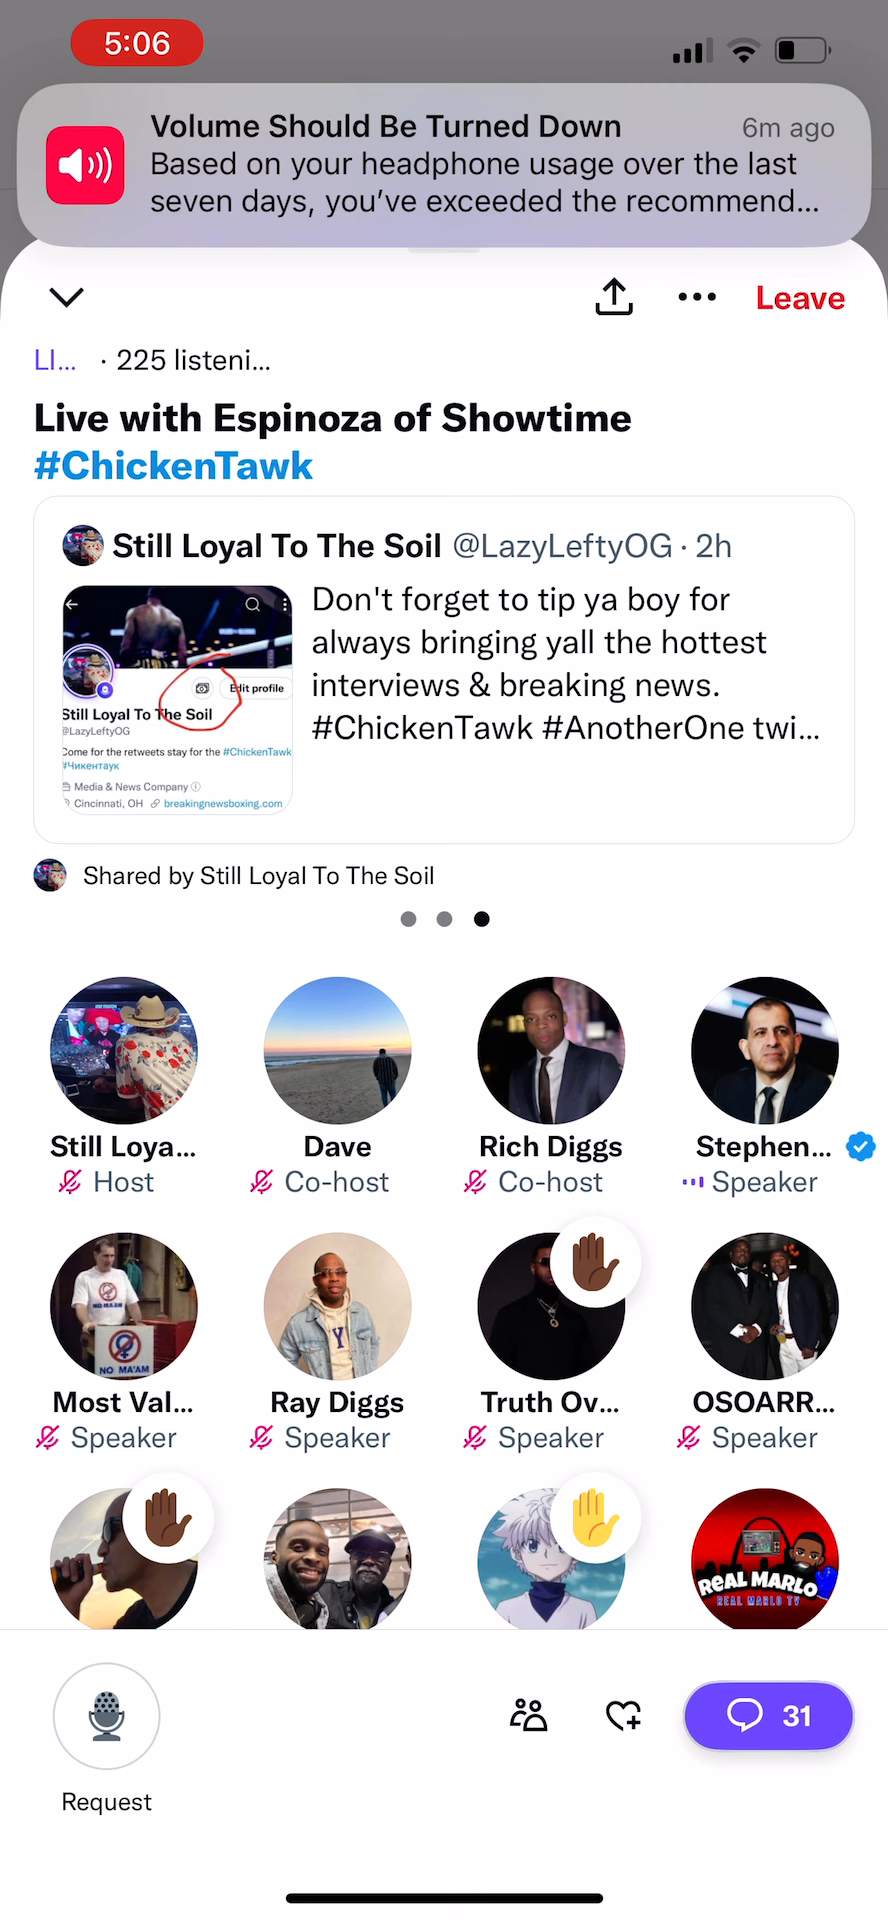 5:06
Volume Should Be Turned Down 6m ago
Based on your headphone usage over the last
seven days, you've exceeded the recommend...
Leave
LI... · 225 listeni...
Live with Espinoza of Showtime
#ChickenTawk
Still Loyal To The Soil @LazyLeftyOG · 2h
Don't forget to tip ya boy for
always bringing yall the hottest
interviews & breaking news.
#ChickenTawk #AnotherOne twi...
Edit profile
Still Loyal To The Soil
@LazyLeftyOG
Come for the retweets stay for the #ChickenTawk
#Чикентаук
Media & News Company
Cincinnati, OH breakingnewsboxing.com
Shared by Still Loyal To The Soil
Still Loya... Dave Rich Diggs Stephen...
Host Co-host Co-host Speaker
NO MA'AM
NO MA'AM
Y
Most Val... Ray Diggs Truth Ov... OSOARR...
Speaker Speaker Speaker Speaker
ReAL MARLO
REAL MARLO TV
31
Request